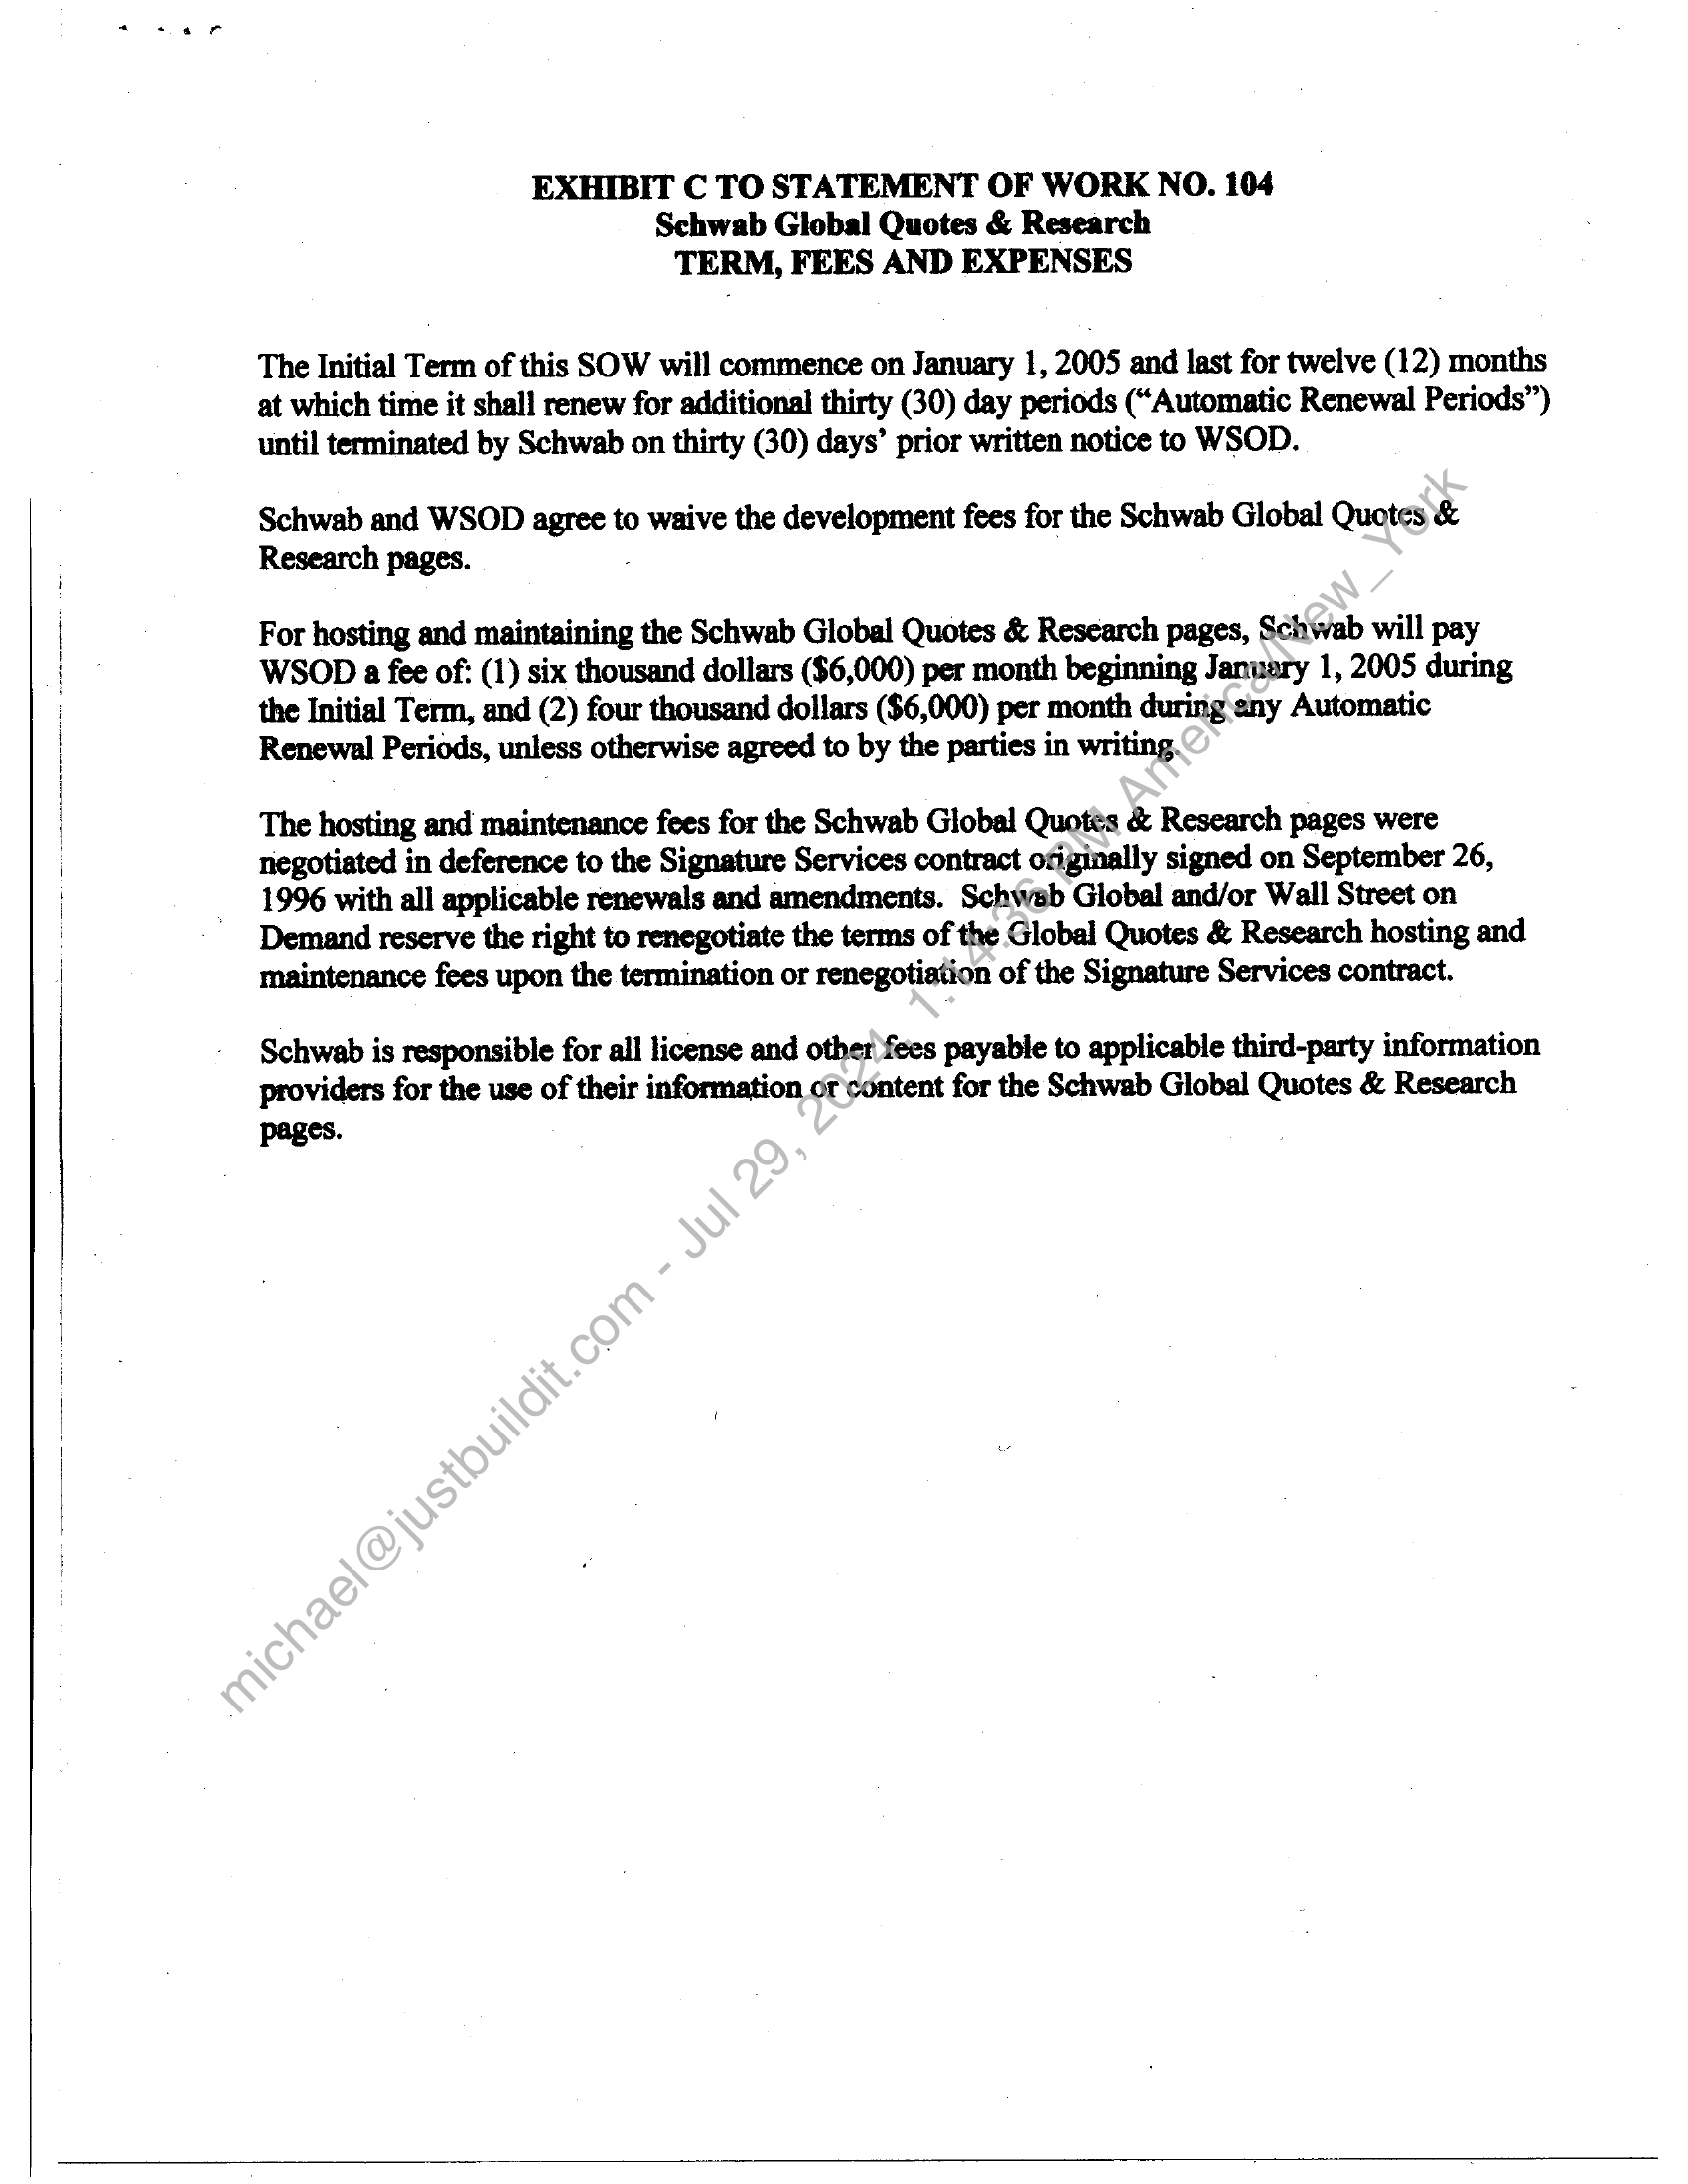 EXHIBIT C TO STATEMENT OF WORK NO. 104
Schwab Global Quotes & Research
TERM, FEES AND EXPENSES
The Initial Term of this SOW will commence on January 1, 2005 and last for twelve (12) months
at which time it shall renew for additional thirty (30) day periods (“Automatic Renewal Periods”)
until terminated by Schwab on thirty (30) days’ prior written notice to WSOD.
Schwab and WSOD agree to waive the development fees for the Schwab Global Quotes &
Research pages.
For hosting and maintaining the Schwab Global Quotes & Research pages, Schwab will pay
WSOD a fee of: (1) six thousand dollars ($6,000) per month beginning January 1, 2005 during
the Initial Term, and (2) four thousand dollars ($6,000) per month during any Automatic
Renewal Periods, unless otherwise agreed to by the parties in writing.
The hosting and maintenance fees for the Schwab Global Quotes & Research pages were
negotiated in deference to the Signature Services contract originally signed on September 26,
1996 with all applicable renewals and amendments. Schwab Global and/or Wall Street on
Demand reserve the right to renegotiate the terms of the Global Quotes & Research hosting and
maintenance fees upon the termination or renegotiation of the Signature Services contract.
Schwab is responsible for all license and other fees payable to applicable third-party information
providers for the use of their information or content for the Schwab Global Quotes & Research
pages.
michael@justbuildit.com - Jul 29, 2024, 1:14:36 PM America/New_York